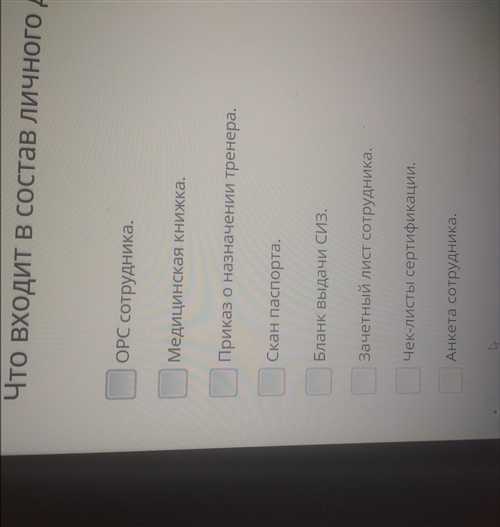 Что входит в состав личного
ОРС сотрудника.
Медицинская книжка.
Приказ о назначении тренера.
Скан паспорта.
Бланк выдачи СИЗ.
Зачетный лист сотрудника.
Чек-листы сертификации.
Анкета сотрудника.